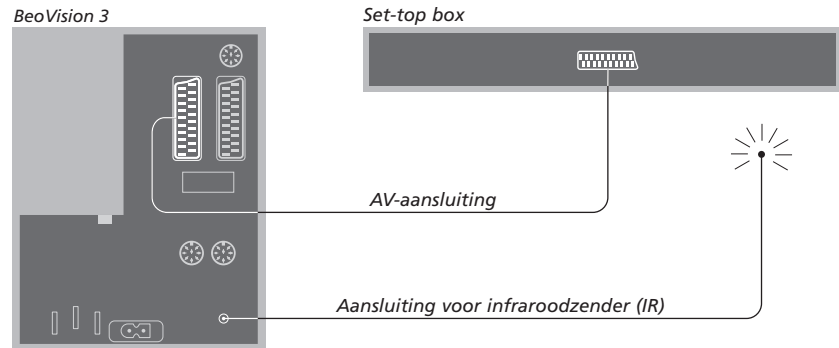 BeoVision 3
Set-top box
AV-aansluiting
Aansluiting voor infraroodzender (IR)